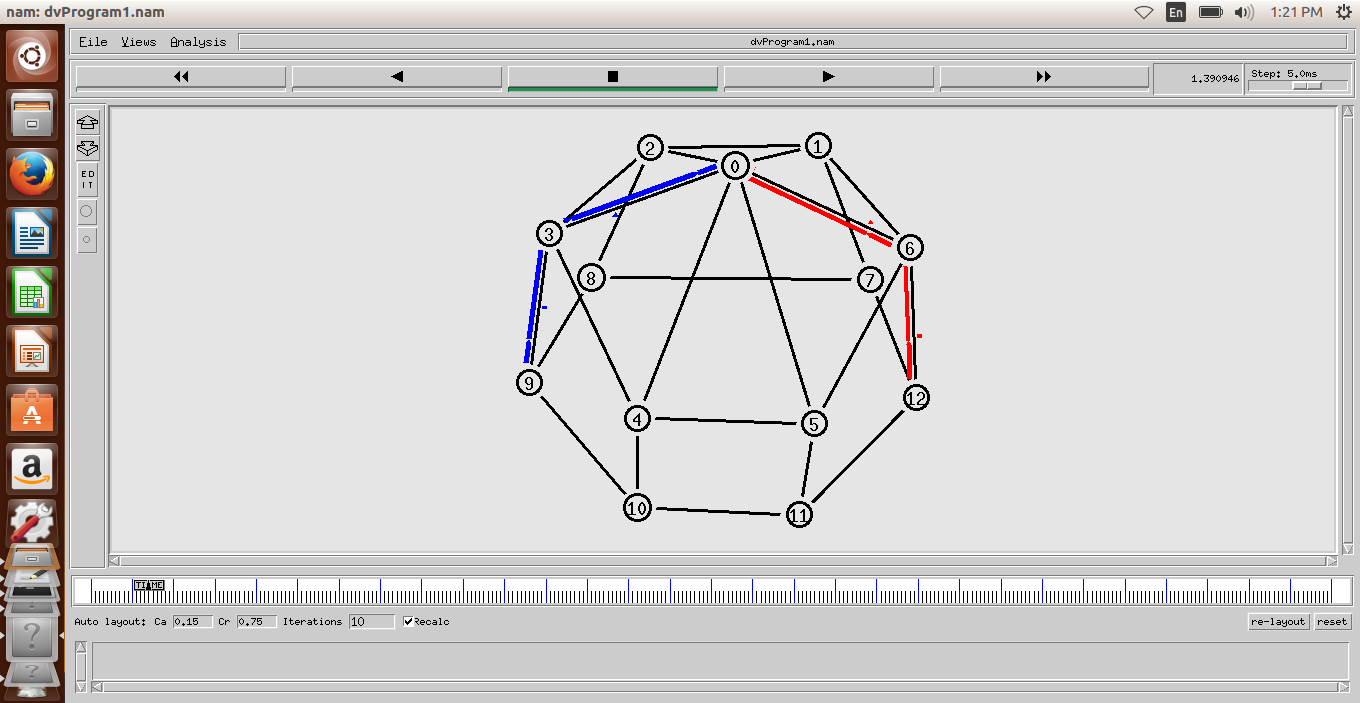 nam: dvProgram1.nam
En
1:21 PM
File Views Analysis
dvProgram1.nam
1.390946
Step: 5.0ms
ED
IT
2
1
0
3
6
8
7
9
12
4
5
10
11
TIME
Auto layout: Ca 0.15 Cr 0.75 Iterations 10 Recalc
re-layout reset